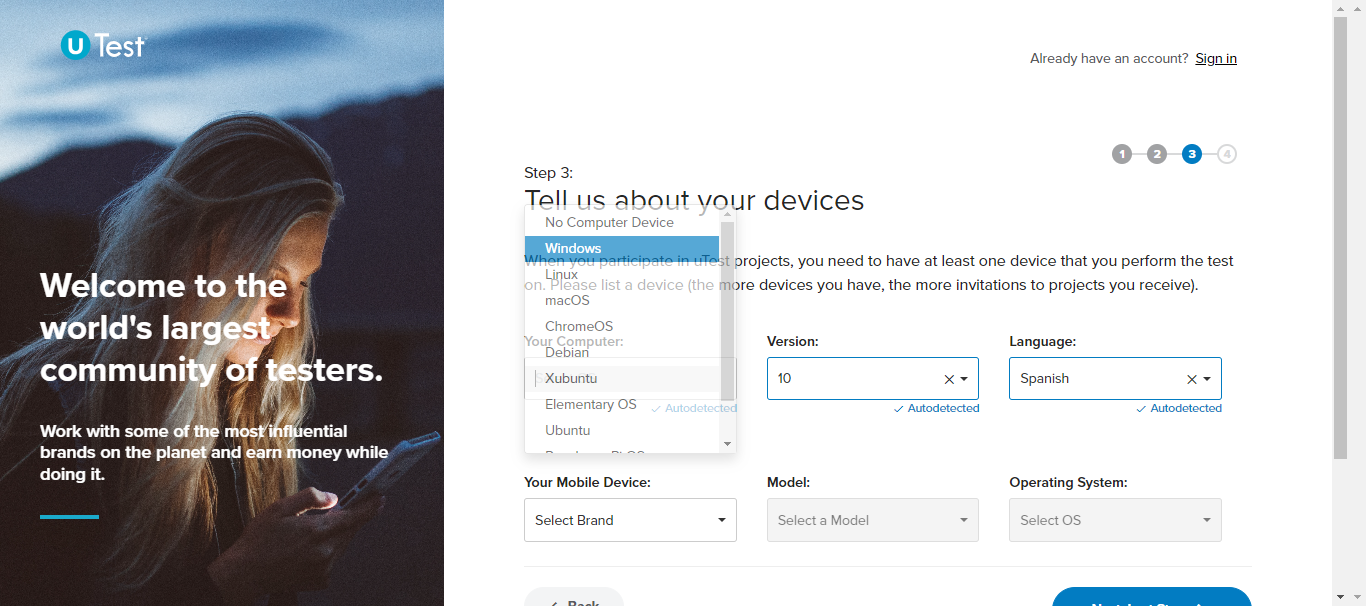 u Test
Already have an account? Sign in
1 2 3 4
Step 3:
Tell us about your devices
When you participate in uTest projects, you need to have at least one device that you perform the test
on. Please list a device (the more devices you have, the more invitations to projects you receive).
No Computer Device
Windows
Linux
macOS
ChromeOS
Debian
Xubuntu
Elementary OS
Ubuntu
Your Computer:
Autodetected
Version:
10
Autodetected
Language:
Spanish
Autodetected
Your Mobile Device:
Select Brand
Model:
Select a Model
Operating System:
Select OS
Back
Welcome to the
world's largest
community of testers.
Work with some of the most influential
brands on the planet and earn money while
doing it.